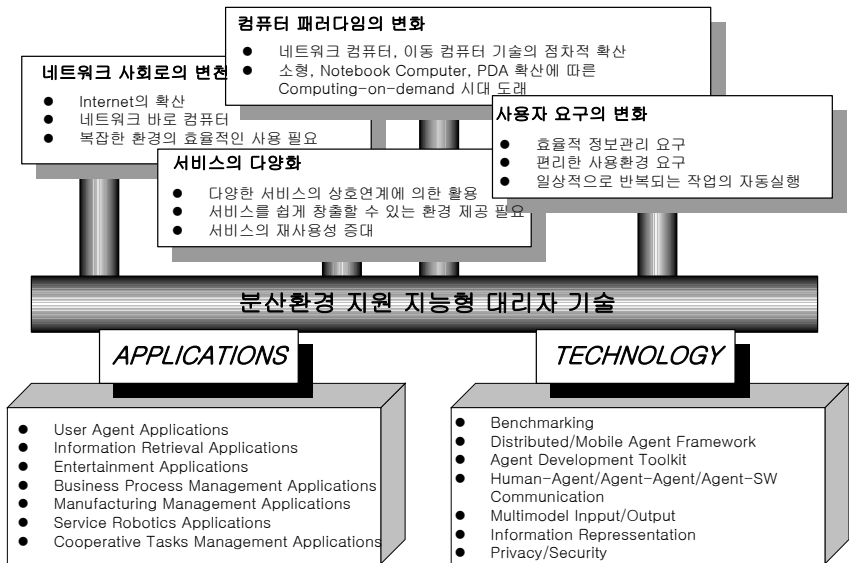 컴퓨터 패러다임의 변화
● 네트워크 컴퓨터, 이동 컴퓨터 기술의 점차적 확산
● 소형, Notebook Computer, PDA 확산에 따른
Computing-on-demand 시대 도래
네트워크 사회로의 변천
● Internet의 확산
● 네트워크 바로 컴퓨터
● 복잡한 환경의 효율적인 사용 필요
사용자 요구의 변화
● 효율적 정보관리 요구
● 편리한 사용환경 요구
● 일상적으로 반복되는 작업의 자동실행
서비스의 다양화
● 다양한 서비스의 상호연계에 의한 활용
● 서비스를 쉽게 창출할 수 있는 환경 제공 필요
● 서비스의 재사용성 증대
분산환경 지원 지능형 대리자 기술
APPLICATIONS
● User Agent Applications
● Information Retrieval Applications
● Entertainment Applications
● Business Process Management Applications
● Manufacturing Management Applications
● Service Robotics Applications
● Cooperative Tasks Management Applications
TECHNOLOGY
● Benchmarking
● Distributed/Mobile Agent Framework
● Agent Development Toolkit
● Human-Agent/Agent-Agent/Agent-SW
Communication
● Multimodel Inpput/Output
● Information Repressentation
● Privacy/Security